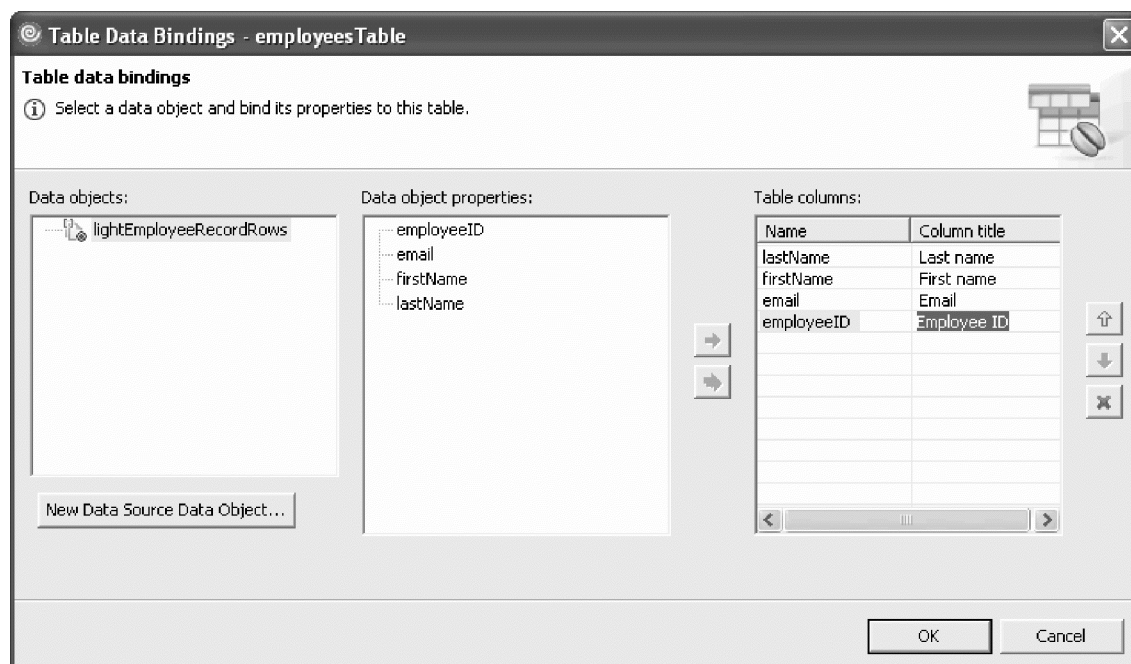 Table Data Bindings - employeesTable
Table data bindings
Select a data object and bind its properties to this table.
Data objects:
lightEmployeeRecordRows
New Data Source Data Object...
Data object properties:
employeeID
email
firstName
lastName
Table columns:
Name Column title
lastName Last name
firstName First name
email Email
employeeID Employee ID
OK Cancel